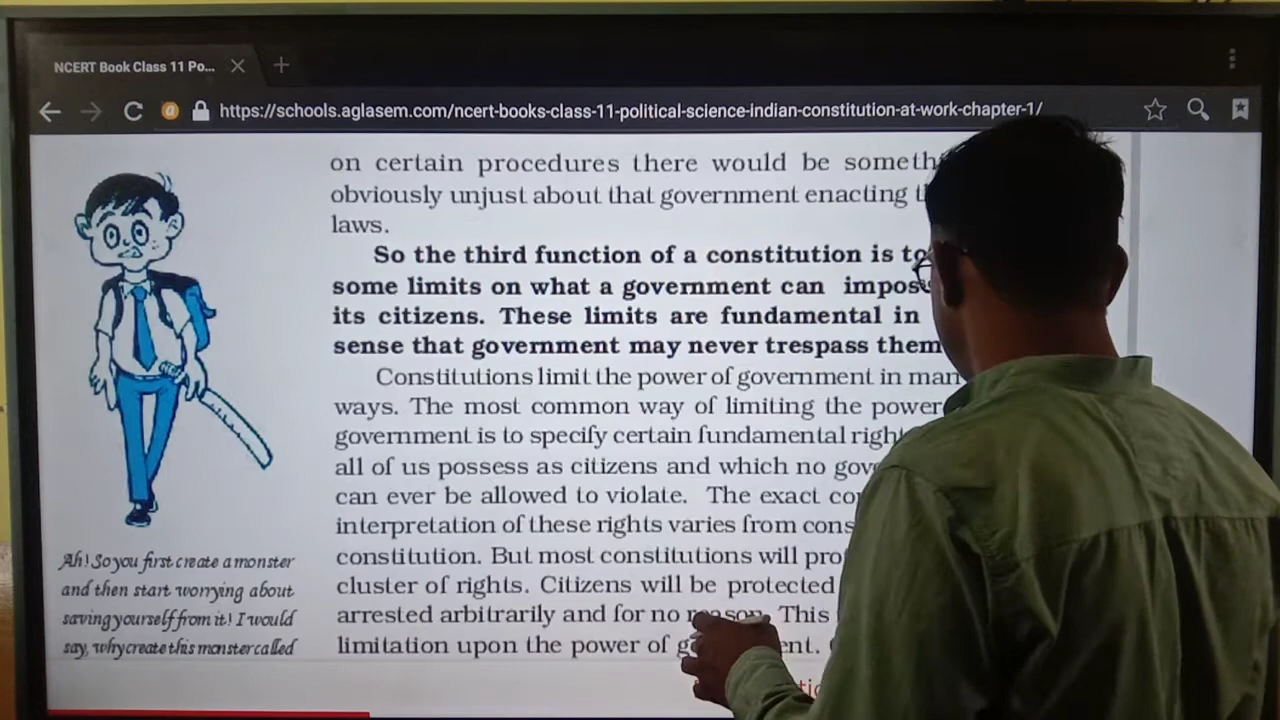 NCERT Book Class 11 Po...
https://schools.aglasem.com/ncert-books-class-11-political-science-indian-constitution-at-work-chapter-1/
on certain procedures there would be
obviously unjust about that government enacting
laws.
So the third function of a constitution is to
some limits on what a government can
its citizens. These limits are fundamental in
sense that government may never trespass them
Constitutions limit the power of government in
ways. The most common way of limiting the power
government is to specify certain fundamental
all of us possess as citizens and which no
can ever be allowed to violate. The exact
interpretation of these rights varies from
constitution. But most constitutions will
cluster of rights. Citizens will be protected
arrested arbitrarily and for no reason. This
limitation upon the power of
Ah! So you first create a monster
and then start worrying about
saving yourself from it! I would
say, why create this monster called